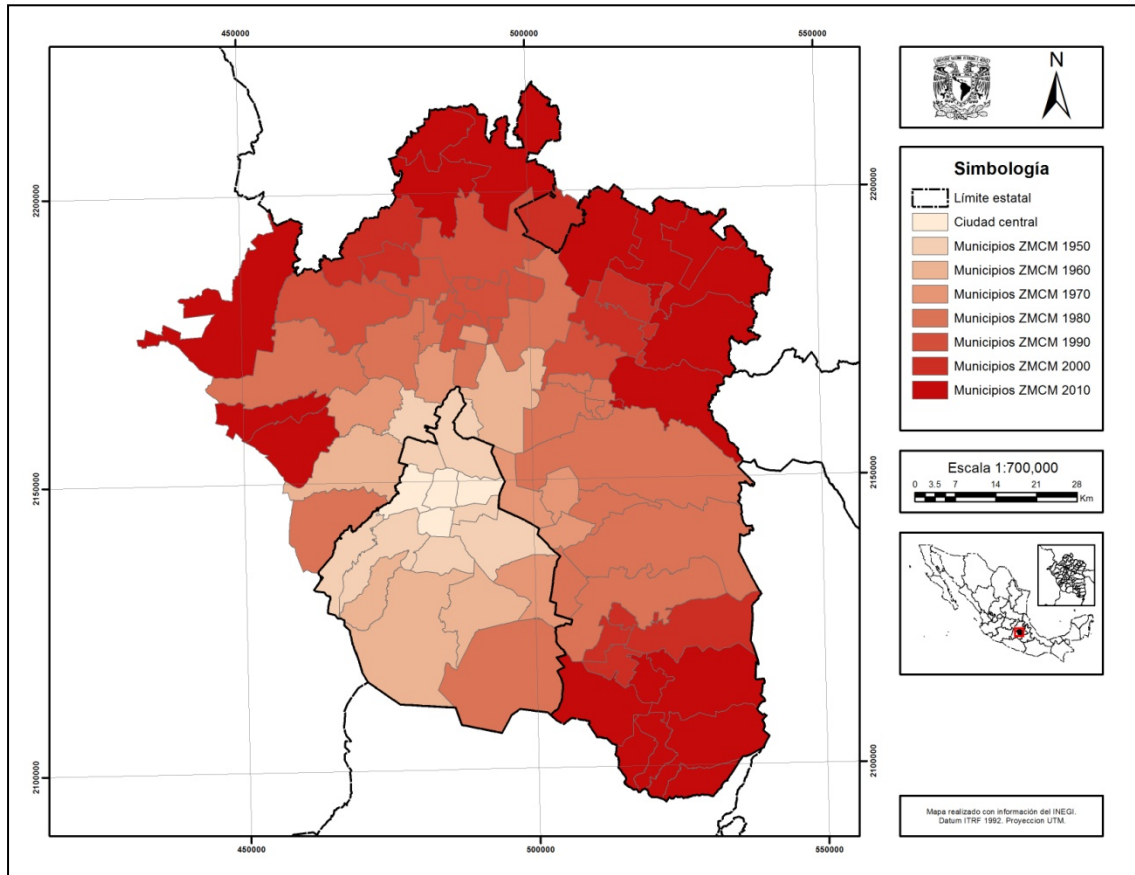 450000
500000
550000
2200000
2200000
2150000
2150000
2100000
2100000
450000
500000
550000
N
Simbología
Límite estatal
Ciudad central
Municipios ZMCM 1950
Municipios ZMCM 1960
Municipios ZMCM 1970
Municipios ZMCM 1980
Municipios ZMCM 1990
Municipios ZMCM 2000
Municipios ZMCM 2010
Escala 1:700,000
0 3.5 7 14 21 28
Km
Mapa realizado con información del INEGI.
Datum ITRF 1992. Proyeccion UTM.